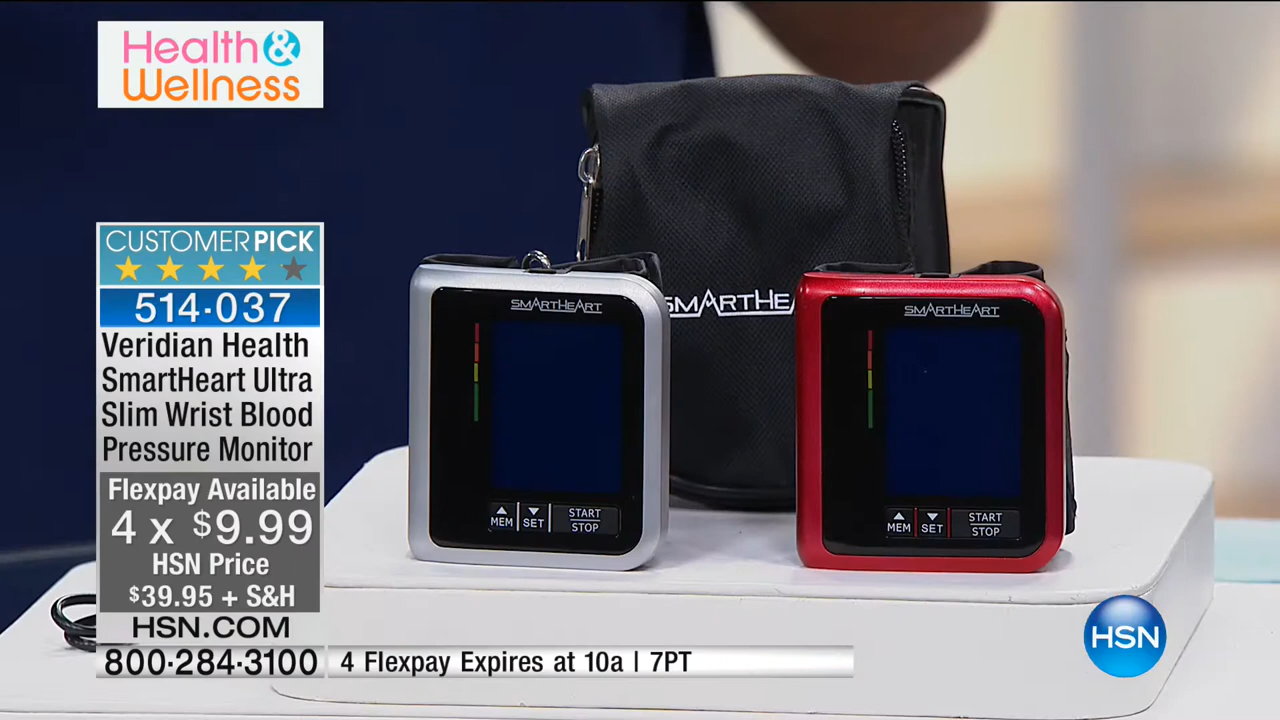 Health &
Wellness
CUSTOMER PICK
514-037
Veridian Health
SmartHeart Ultra
Slim Wrist Blood
Pressure Monitor
Flexpay Available
4 x $9.99
HSN Price
$39.95 + S&H
HSN.COM
800-284-3100
4 Flexpay Expires at 10a | 7PT
SMARTHEART
MEM
SET
START
STOP
SMARTHEA
SMARTHEART
MEM
SET
START
STOP
HSN